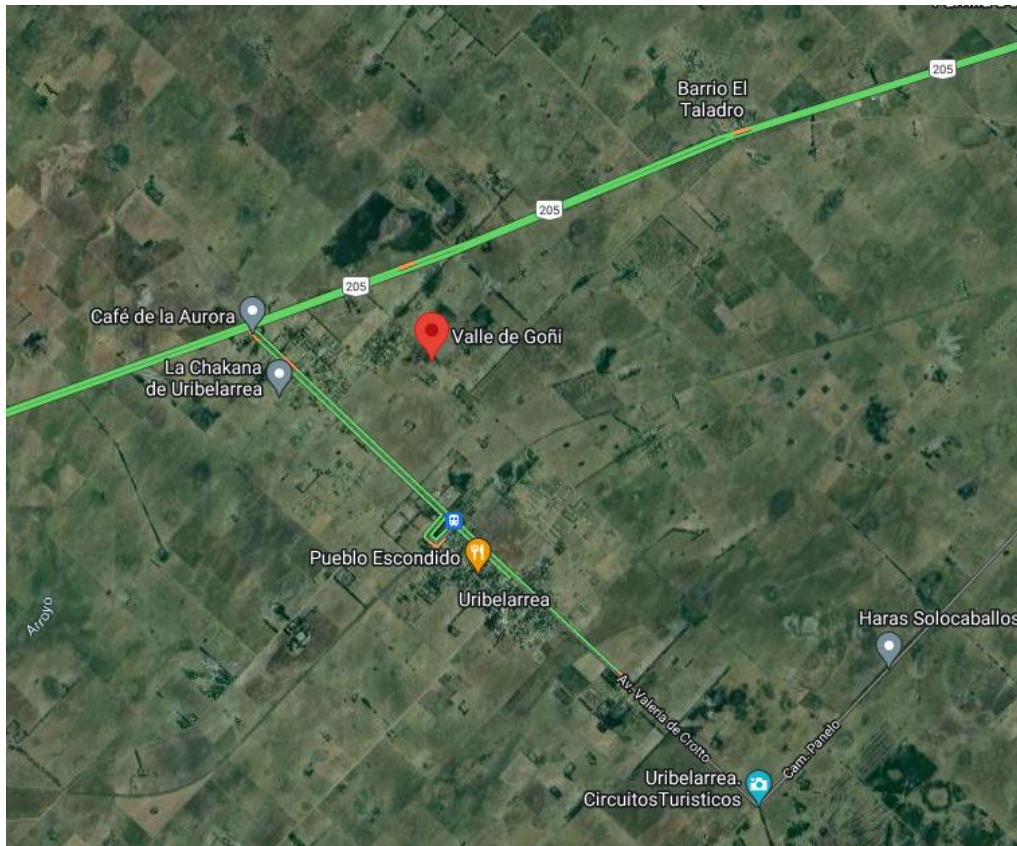 205
Barrio El
Taladro
205
205
Café de la Aurora
Valle de Goñi
La Chakana
de Uribelarrea
Pueblo Escondido
Uribelarrea
Arroyo
Haras Solocaballos
Av. Valeria de Crotto
Cam. Panelo
Uribelarrea.
CircuitosTuristicos